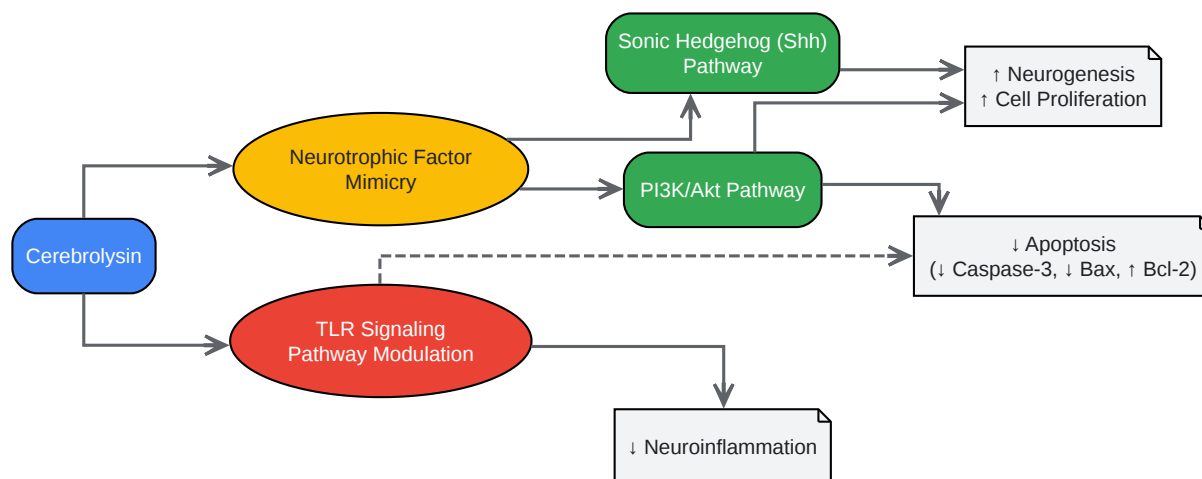 Sonic Hedgehog (Shh)
Pathway
↑ Neurogenesis
↑ Cell Proliferation
Neurotrophic Factor
Mimicry
PI3K/Akt Pathway
Cerebrolysin
↓ Apoptosis
(↓ Caspase-3, ↓ Bax, ↑ Bcl-2)
TLR Signaling
Pathway Modulation
↓ Neuroinflammation